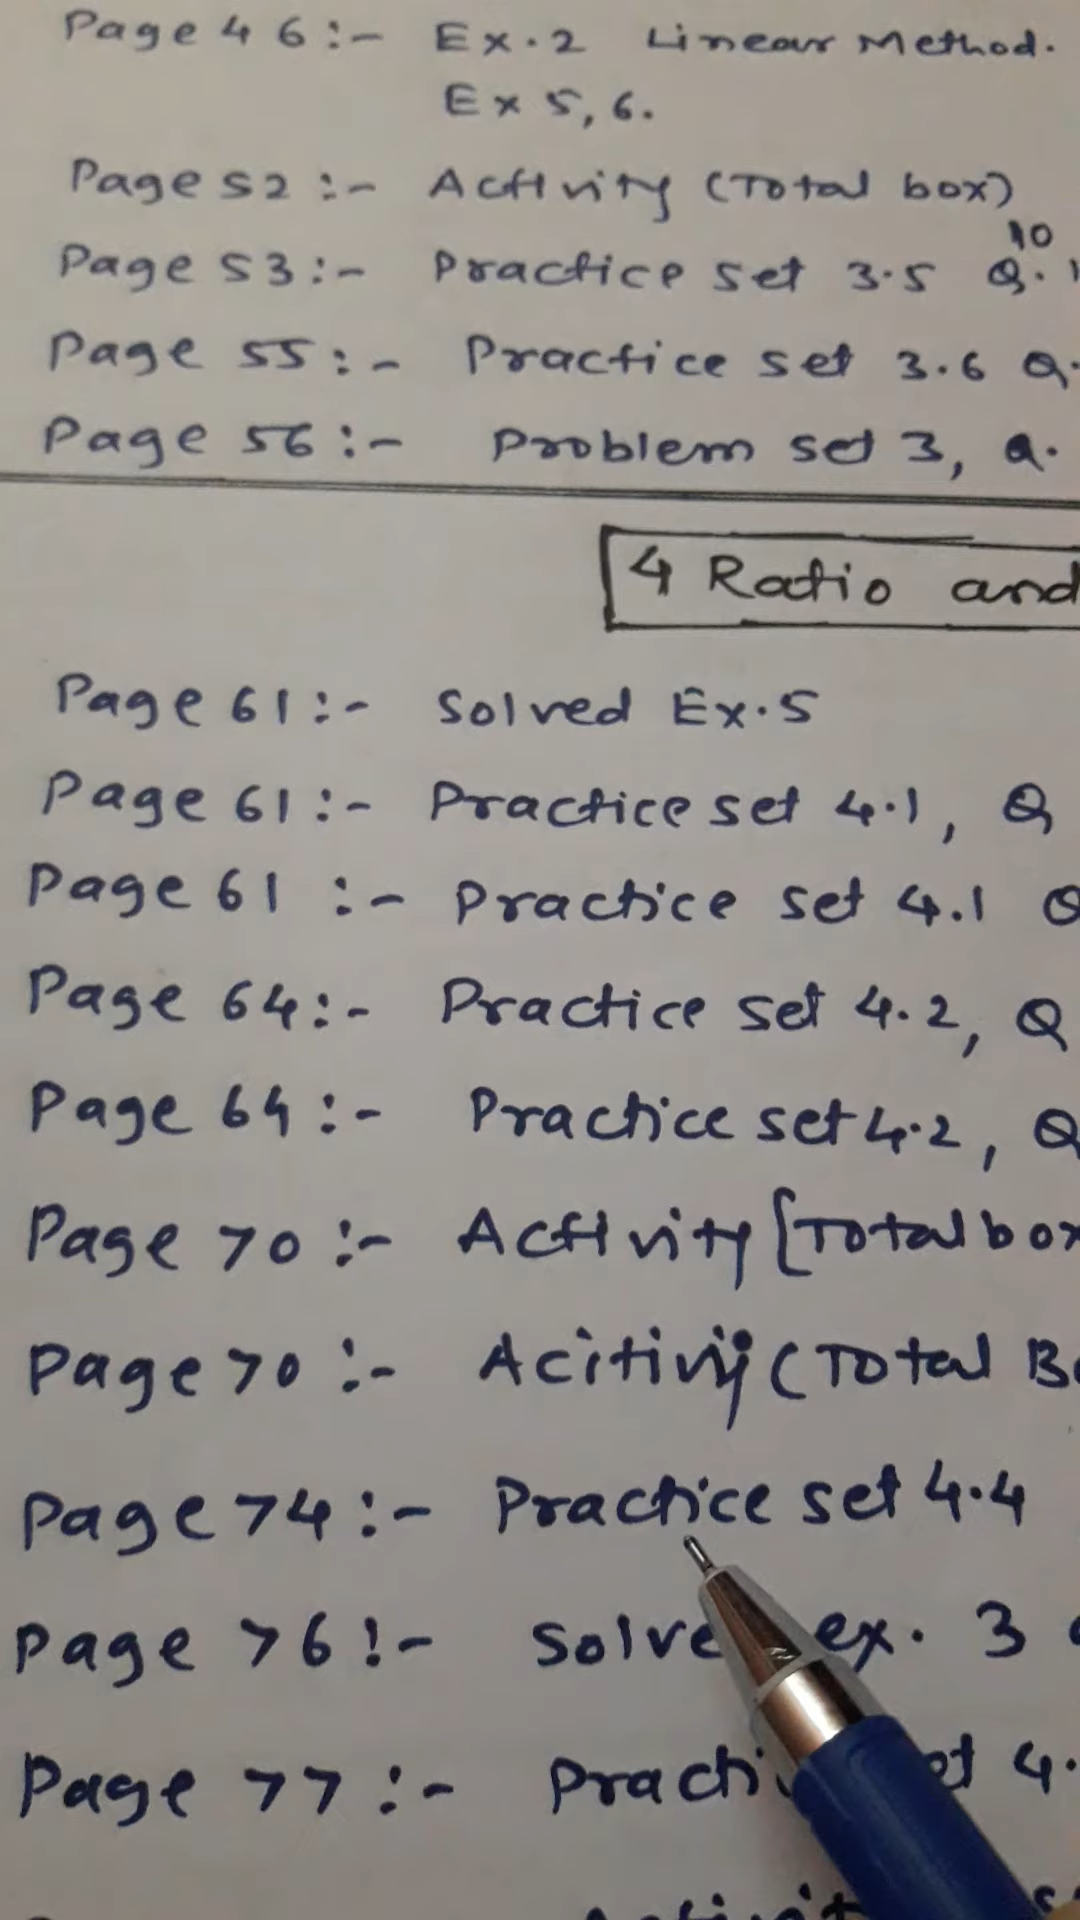 Page 46:- Ex.2 Linear Method.
Ex 5, 6.
Page 52:- Activity (Total box)
10
Page 53:- Practice set 3.5 Q.
Page 55:- Practice set 3.6 Q.
Page 56:- Problem set 3, Q.
4 Ratio and
Page 61:- Solved Ex.5
Page 61:- Practice set 4.1, Q
Page 61 :- Practice set 4.1 Q
Page 64:- Practice set 4.2, Q
Page 64:- Practice set 4.2, Q
Page 70:- Activity [Total box
Page 70:- Acitivij (Total
Page 74:- Practice set 4.4
Page 76!- Solve ex. 3
Page 77:- Practi 4.